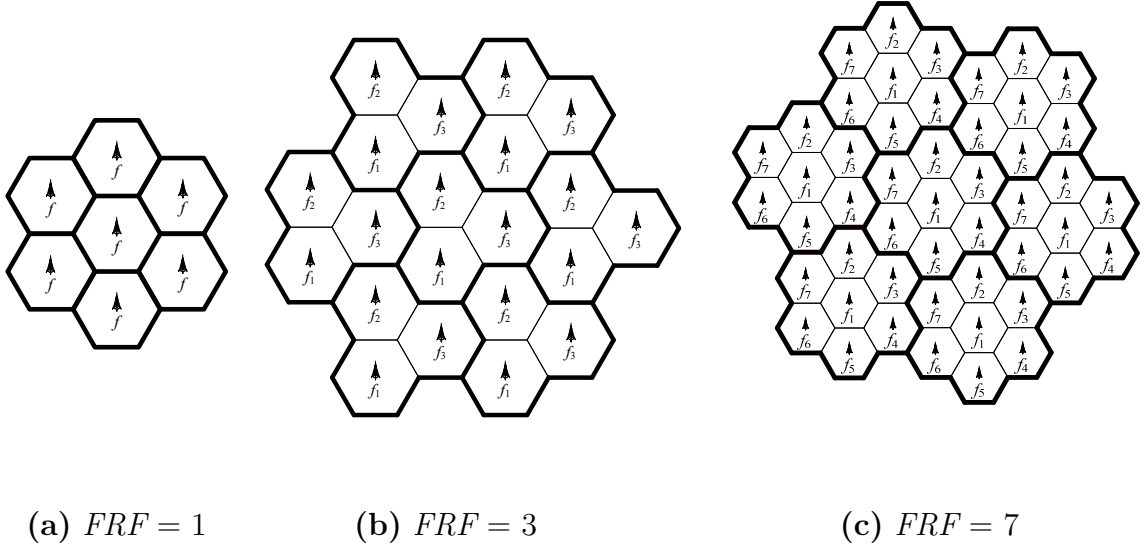 f
f f
f
f f
f
(a) FRF = 1
f₂ f₂
f₃ f₃
f₁ f₁
f₂ f₂ f₂
f₃ f₃ f₃
f₁ f₁ f₁
f₂ f₂
f₃ f₃
f₁ f₁
(b) FRF = 3
f₂
f₇ f₃ f₂
f₁ f₇ f₃
f₆ f₄ f₁
f₂ f₅ f₆ f₄
f₇ f₃ f₂ f₅
f₁ f₇ f₃ f₂
f₆ f₄ f₁ f₇ f₃
f₅ f₆ f₄ f₁
f₂ f₅ f₆ f₄
f₇ f₃ f₂ f₅
f₁ f₇ f₃
f₆ f₄ f₁
f₅ f₆ f₄
f₅
(c) FRF = 7